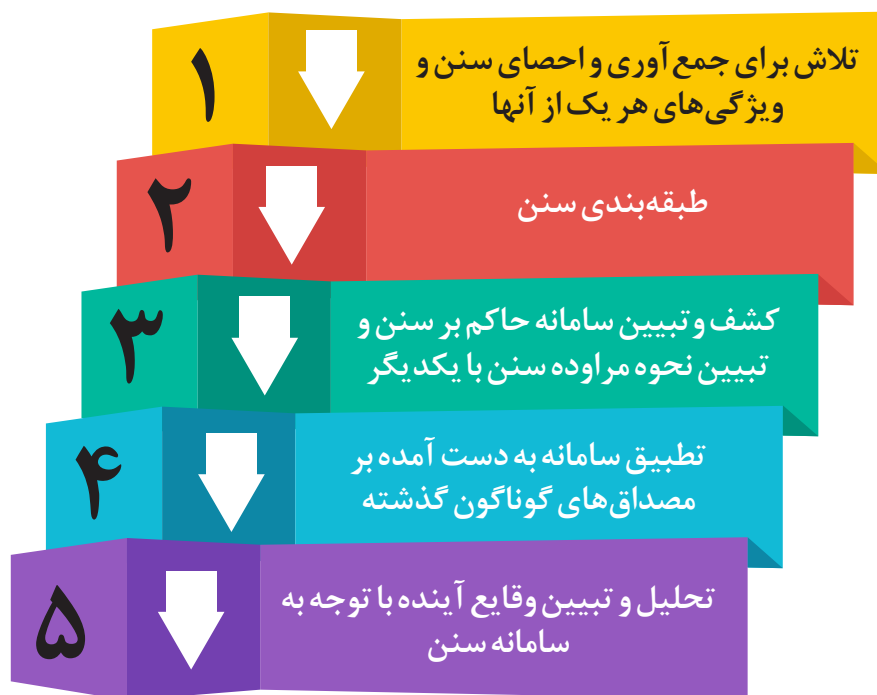 ۱
تلاش برای جمع‌آوری و احصای سنن و
ویژگی‌های هر یک از آنها
۲
طبقه‌بندی سنن
۳
کشف و تبیین سامانه حاکم بر سنن و
تبیین نحوه مراوده سنن با یکدیگر
۴
تطبیق سامانه به دست آمده بر
مصداق‌های گوناگون گذشته
۵
تحلیل و تبیین وقایع آینده با توجه به
سامانه سنن